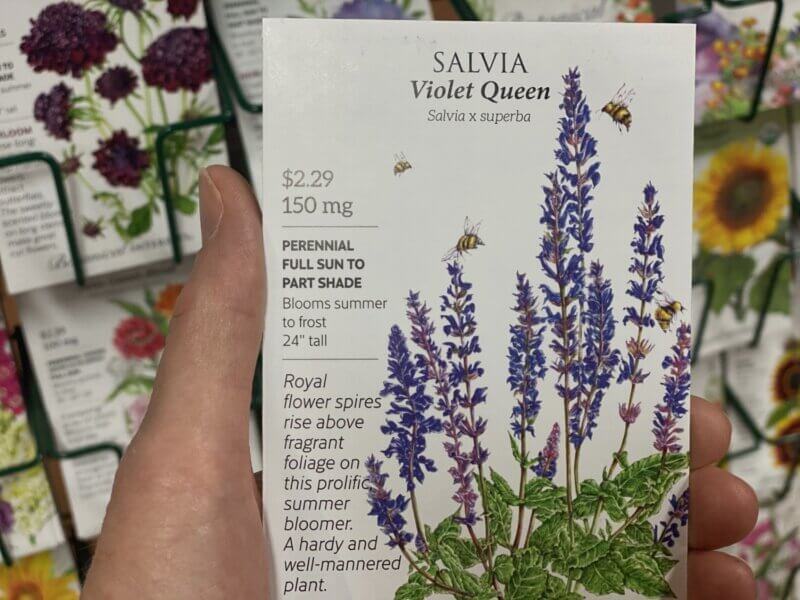 SALVIA
Violet Queen
Salvia x superba
$2.29
150 mg
PERENNIAL
FULL SUN TO
PART SHADE
Blooms summer
to frost
24" tall
Royal
flower spires
rise above
fragrant
foliage on
this prolific
summer
bloomer.
A hardy and
well-mannered
plant.
$2.29